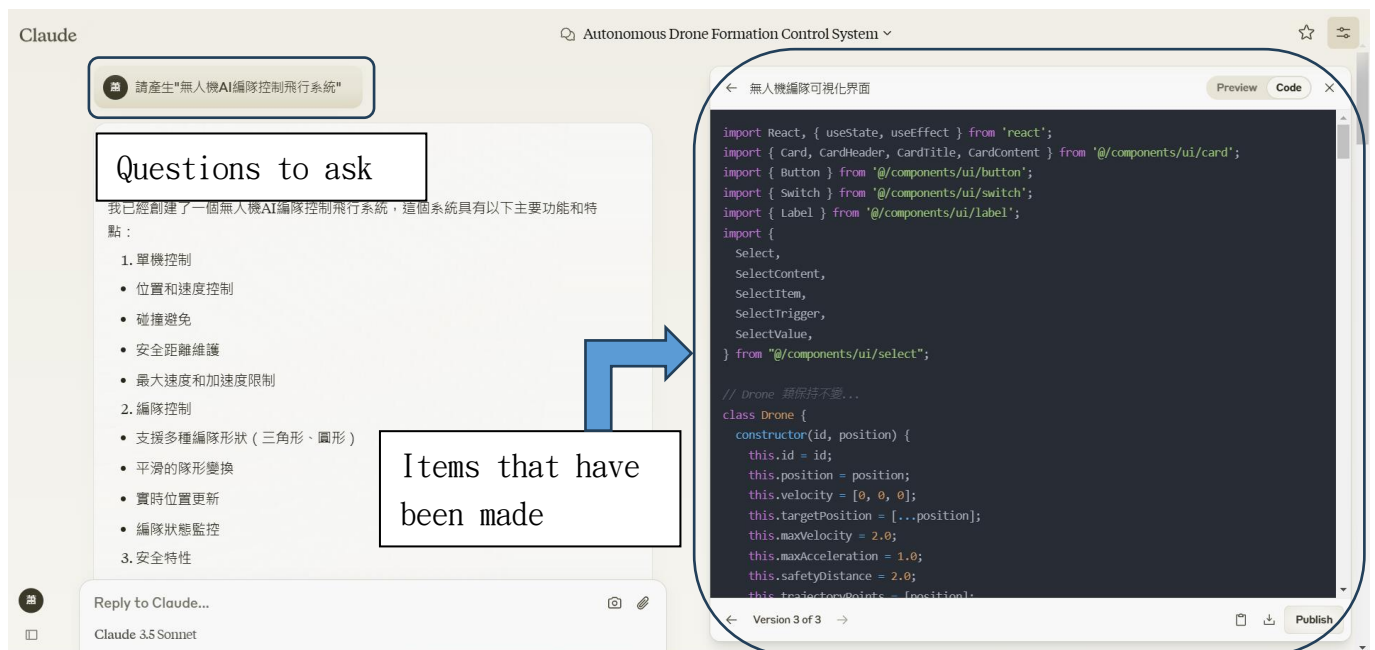 Claude
Autonomous Drone Formation Control System
蕭 請產生"無人機AI編隊控制飛行系統"
Questions to ask
我已經創建了一個無人機AI編隊控制飛行系統，這個系統具有以下主要功能和特
點：
1. 單機控制
• 位置和速度控制
• 碰撞避免
• 安全距離維護
• 最大速度和加速度限制
2. 編隊控制
• 支援多種編隊形狀（三角形、圓形）
• 平滑的隊形變換
• 實時位置更新
• 編隊狀態監控
3. 安全特性
Items that have
been made
蕭
Reply to Claude...
Claude 3.5 Sonnet
← 無人機編隊可視化界面
Preview Code ×
import React, { useState, useEffect } from 'react';
import { Card, CardHeader, CardTitle, CardContent } from '@/components/ui/card';
import { Button } from '@/components/ui/button';
import { Switch } from '@/components/ui/switch';
import { Label } from '@/components/ui/label';
import {
  Select,
  SelectContent,
  SelectItem,
  SelectTrigger,
  SelectValue,
} from "@/components/ui/select";
// Drone 類保持不變...
class Drone {
  constructor(id, position) {
    this.id = id;
    this.position = position;
    this.velocity = [0, 0, 0];
    this.targetPosition = [...position];
    this.maxVelocity = 2.0;
    this.maxAcceleration = 1.0;
    this.safetyDistance = 2.0;
    this.trajectoryPoints = [position];
← Version 3 of 3 →
Publish